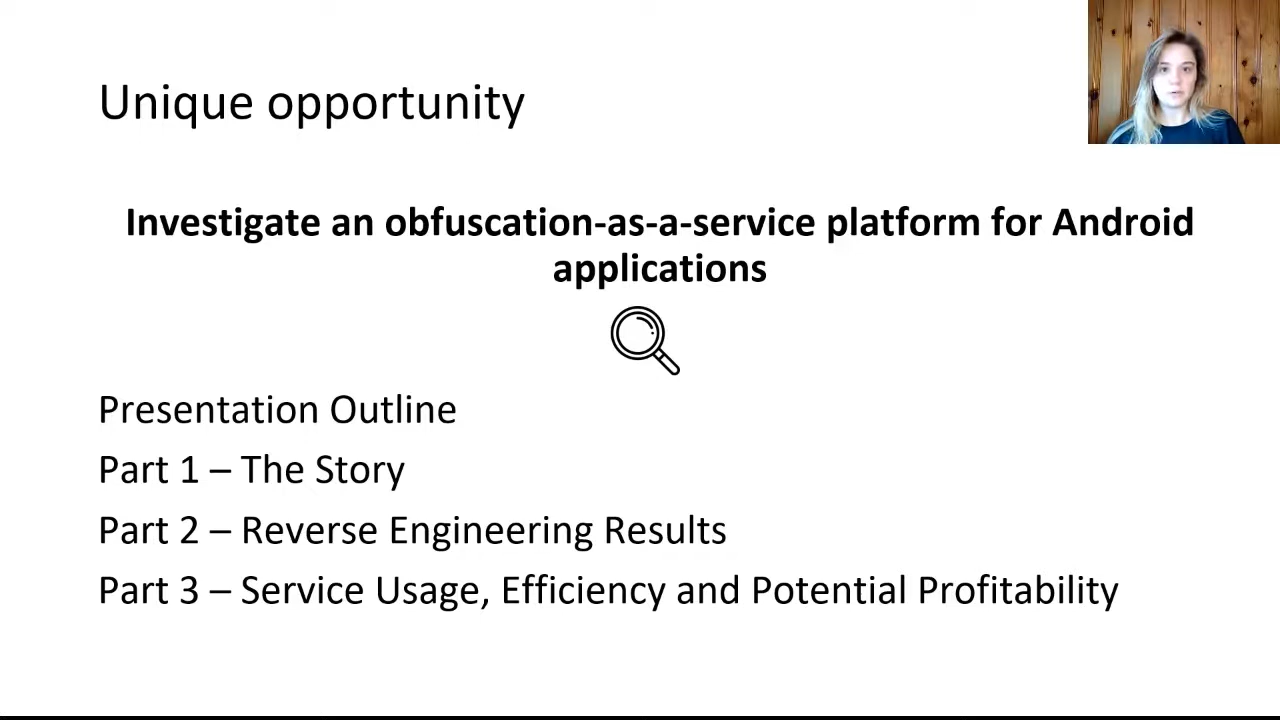 Unique opportunity
Investigate an obfuscation-as-a-service platform for Android
applications
Presentation Outline
Part 1 – The Story
Part 2 – Reverse Engineering Results
Part 3 – Service Usage, Efficiency and Potential Profitability